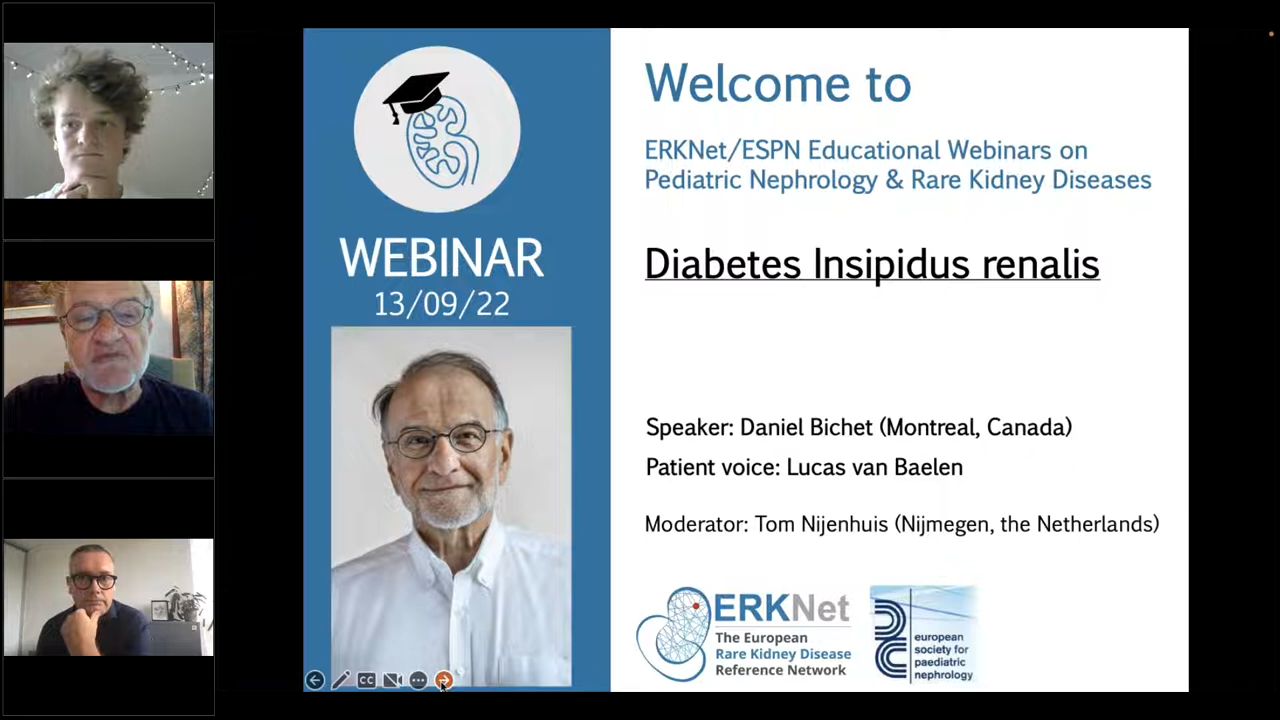 WEBINAR
13/09/22
Welcome to
ERKNet/ESPN Educational Webinars on
Pediatric Nephrology & Rare Kidney Diseases
Diabetes Insipidus renalis
Speaker: Daniel Bichet (Montreal, Canada)
Patient voice: Lucas van Baelen
Moderator: Tom Nijenhuis (Nijmegen, the Netherlands)
ERKNet
The European
Rare Kidney Disease
Reference Network
european
society for
paediatric
nephrology
CC